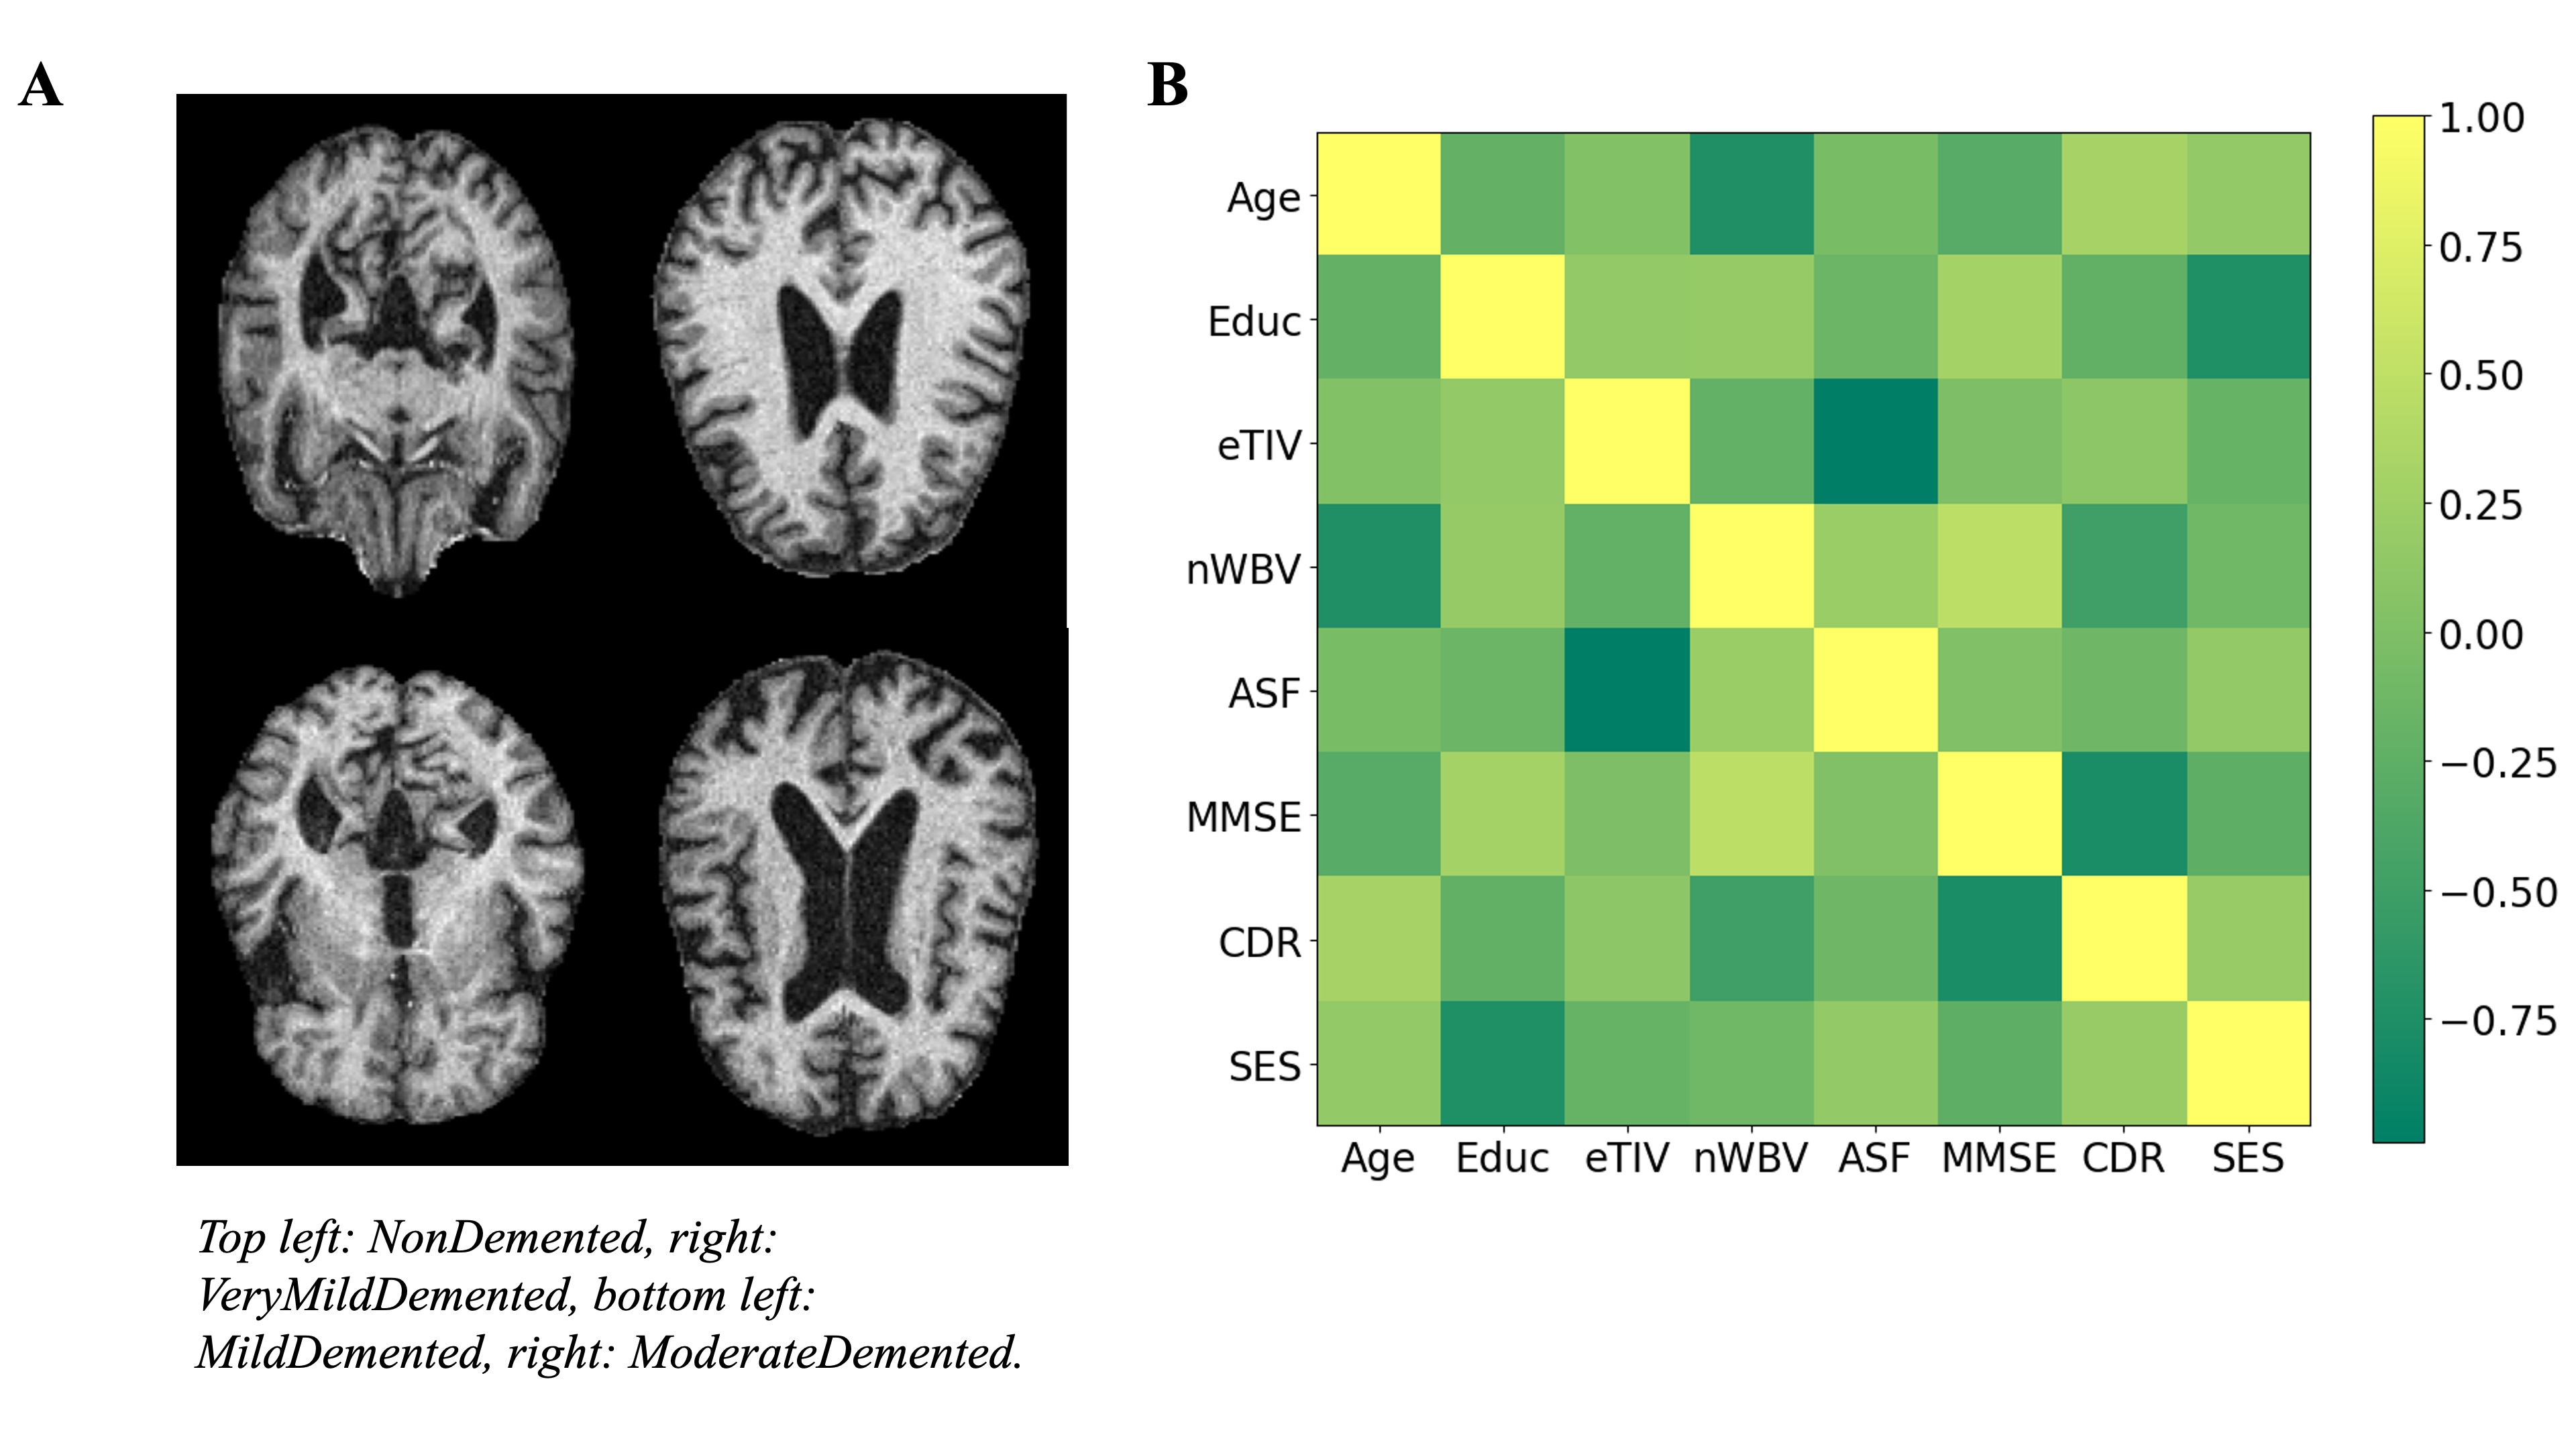 A
B
Age
Educ
eTIV
nWBV
ASF
MMSE
CDR
SES
Age Educ eTIV nWBV ASF MMSE CDR SES
1.00
0.75
0.50
0.25
0.00
−0.25
−0.50
−0.75
Top left: NonDemented, right:
VeryMildDemented, bottom left:
MildDemented, right: ModerateDemented.